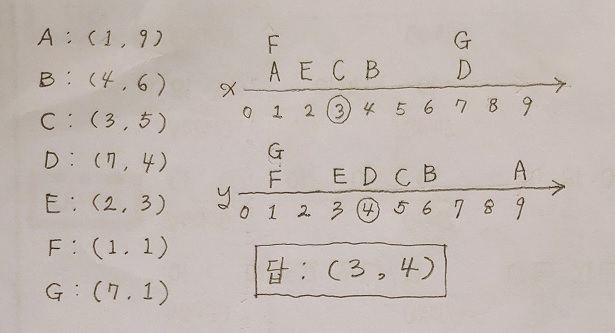 A : (1, 9)
B : (4, 6)
C : (3, 5)
D : (7, 4)
E : (2, 3)
F : (1, 1)
G : (7, 1)
F G
A E C B D
x
0 1 2 3 4 5 6 7 8 9
G
F E D C B A
y
0 1 2 3 4 5 6 7 8 9
답 : (3, 4)